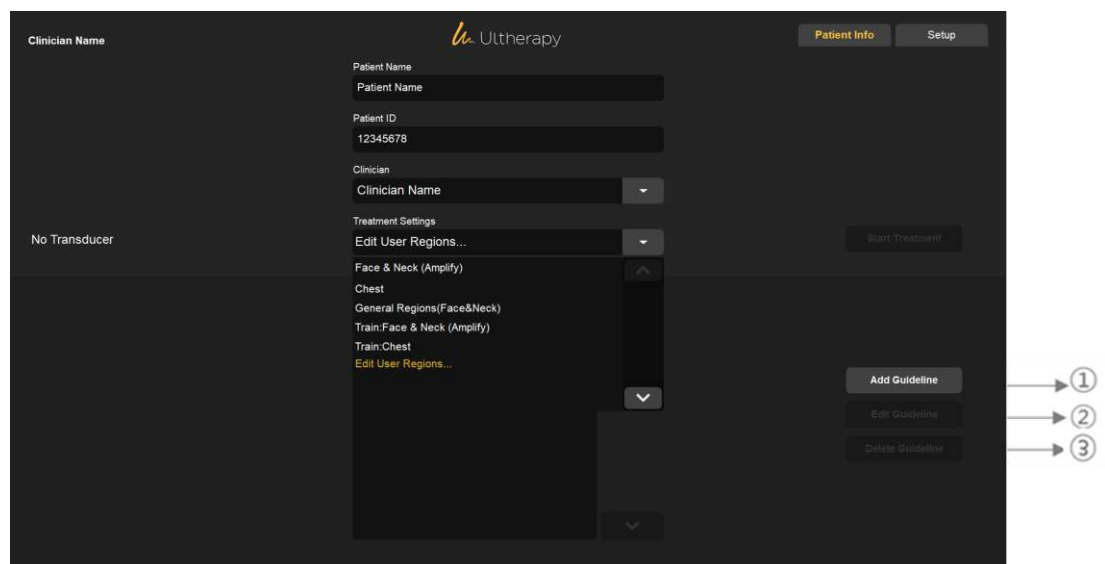 Clinician Name
Ultherapy
Patient Info
Setup
Patient Name
Patient Name
Patient ID
12345678
Clinician
Clinician Name
Treatment Settings
No Transducer
Edit User Regions...
Start Treatment
Face & Neck (Amplify)
Chest
General Regions(Face&Neck)
Train:Face & Neck (Amplify)
Train:Chest
Edit User Regions...
Add Guideline
①
Edit Guideline
②
Delete Guideline
③